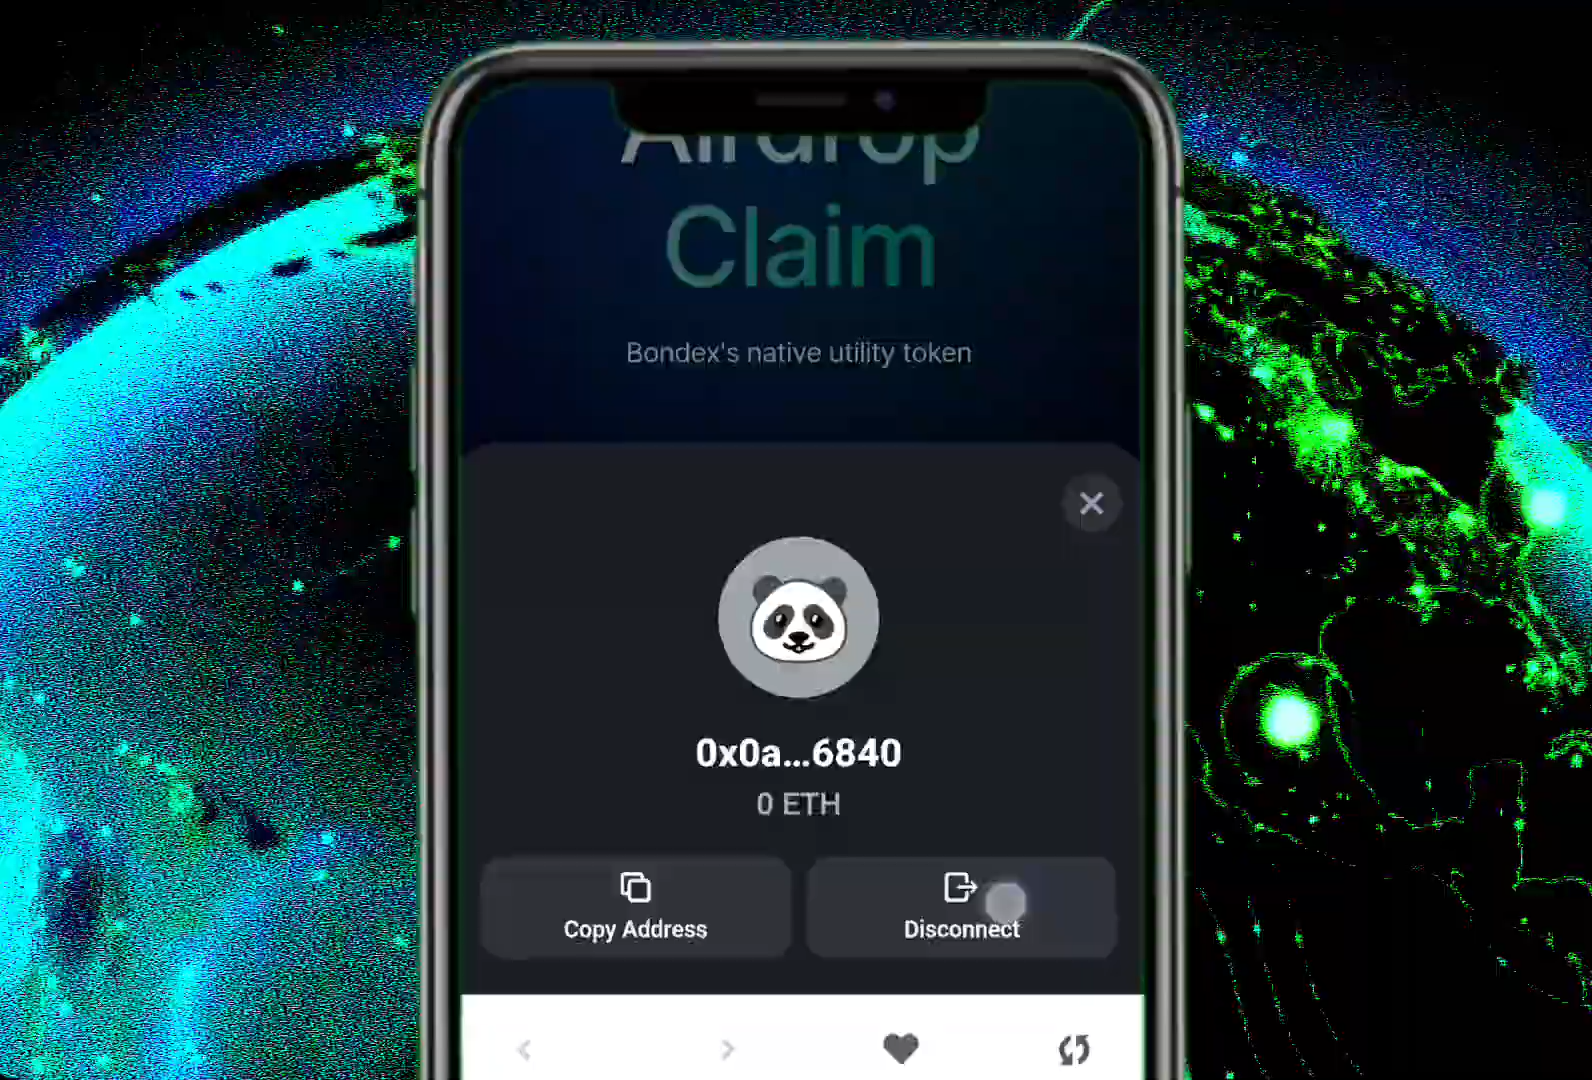 Airdrop
Claim
Bondex's native utility token
0x0a...6840
0 ETH
Copy Address
Disconnect